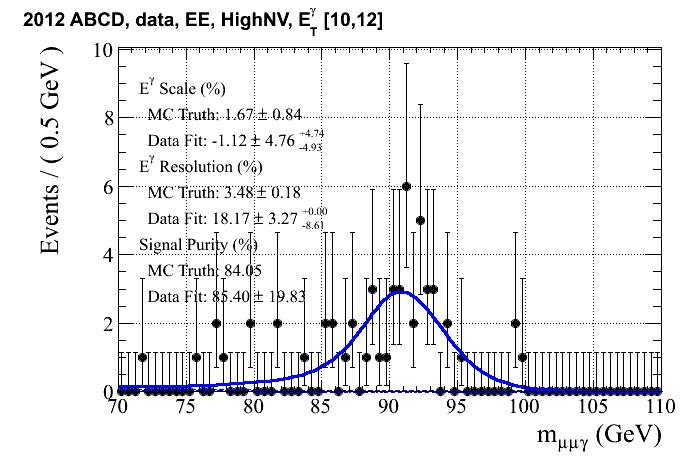 2012 ABCD, data, EE, HighNV, E_T^γ [10,12]
Events / ( 0.5 GeV )
10
8
6
4
2
0
E^γ Scale (%)
MC Truth: 1.67 ± 0.84
Data Fit: -1.12 ± 4.76 +4.74 -4.93
E^γ Resolution (%)
MC Truth: 3.48 ± 0.18
Data Fit: 18.17 ± 3.27 +0.00 -8.61
Signal Purity (%)
MC Truth: 84.05
Data Fit: 85.40 ± 19.83
70 75 80 85 90 95 100 105 110
m_μμγ (GeV)